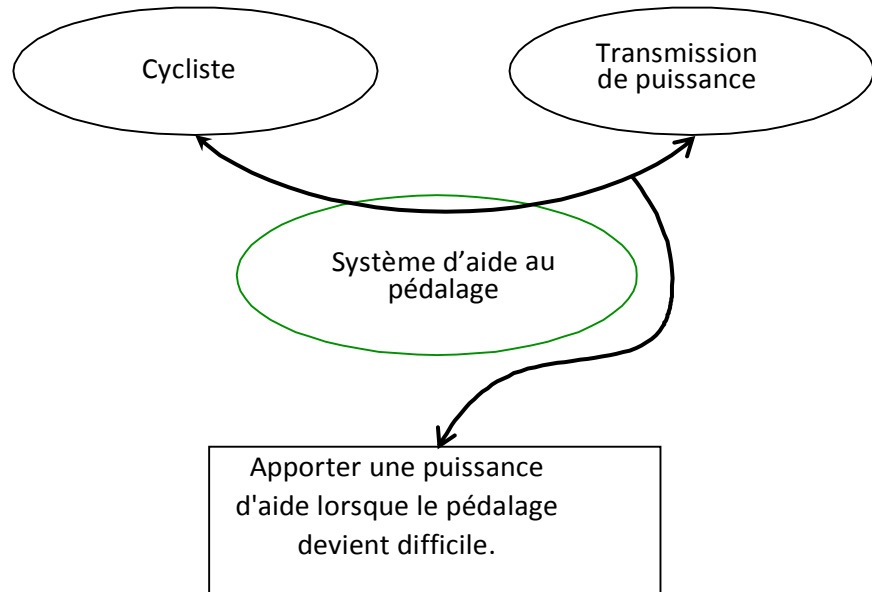 Cycliste
Transmission
de puissance
Système d’aide au
pédalage
Apporter une puissance
d'aide lorsque le pédalage
devient difficile.